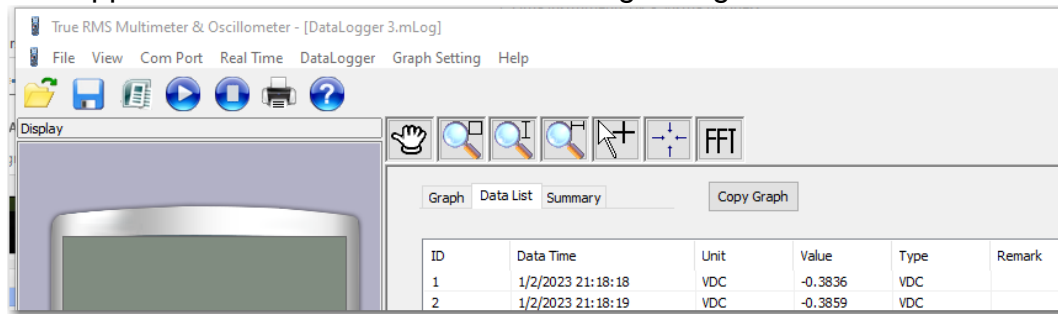 True RMS Multimeter & Oscillometer - [DataLogger 3.mLog]
File View Com Port Real Time DataLogger Graph Setting Help
Display
FFT
Graph Data List Summary Copy Graph
ID Data Time Unit Value Type Remark
1 1/2/2023 21:18:18 VDC -0.3836 VDC
2 1/2/2023 21:18:19 VDC -0.3859 VDC